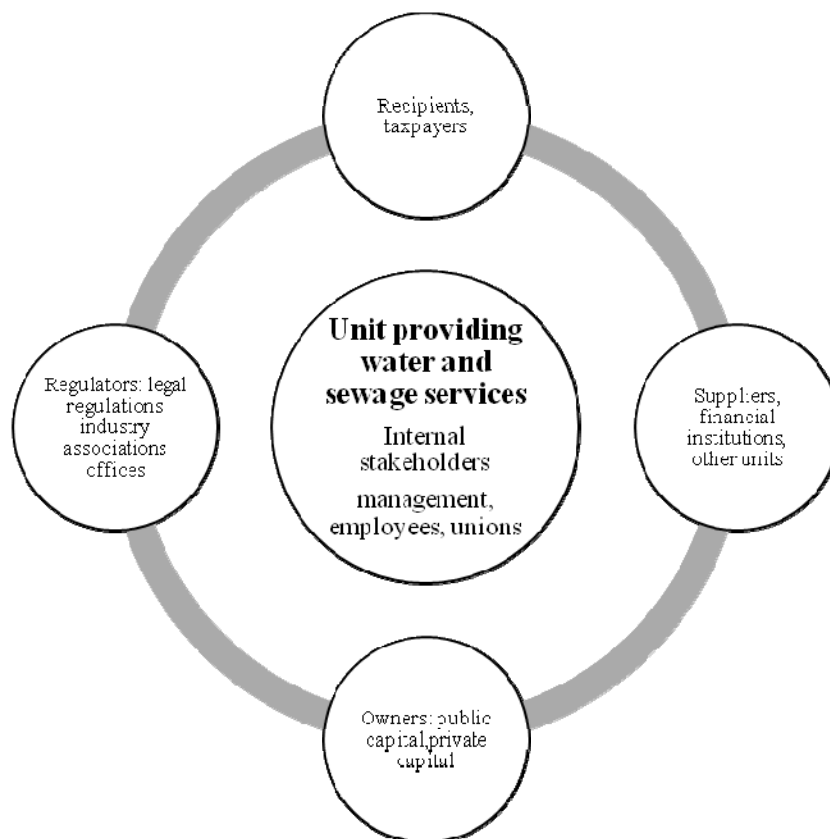 Recipients,
taxpayers
Unit providing
water and
sewage services
Internal
stakeholders
management,
employees, unions
Regulators: legal
regulations
industry
associations
offices
Suppliers,
financial
institutions,
other units
Owners: public
capital,private
capital